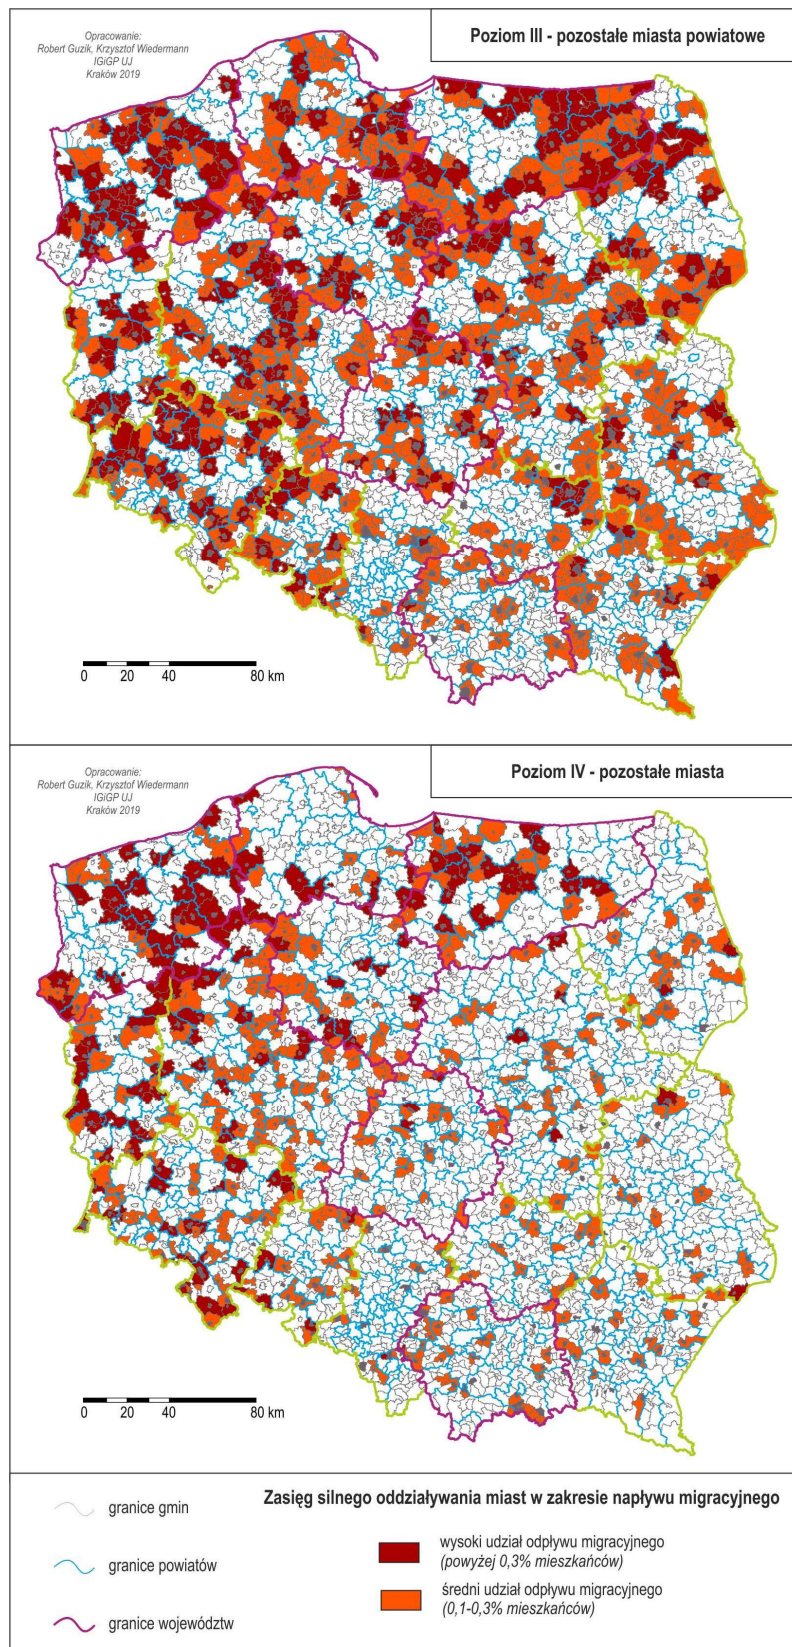 Opracowanie:
Robert Guzik, Krzysztof Wiedermann
IGiGP UJ
Kraków 2019
Poziom III - pozostałe miasta powiatowe
0 20 40 80 km
Opracowanie:
Robert Guzik, Krzysztof Wiedermann
IGiGP UJ
Kraków 2019
Poziom IV - pozostałe miasta
0 20 40 80 km
Zasięg silnego oddziaływania miast w zakresie napływu migracyjnego
granice gmin
granice powiatów
granice województw
wysoki udział odpływu migracyjnego
(powyżej 0,3% mieszkańców)
średni udział odpływu migracyjnego
(0,1-0,3% mieszkańców)